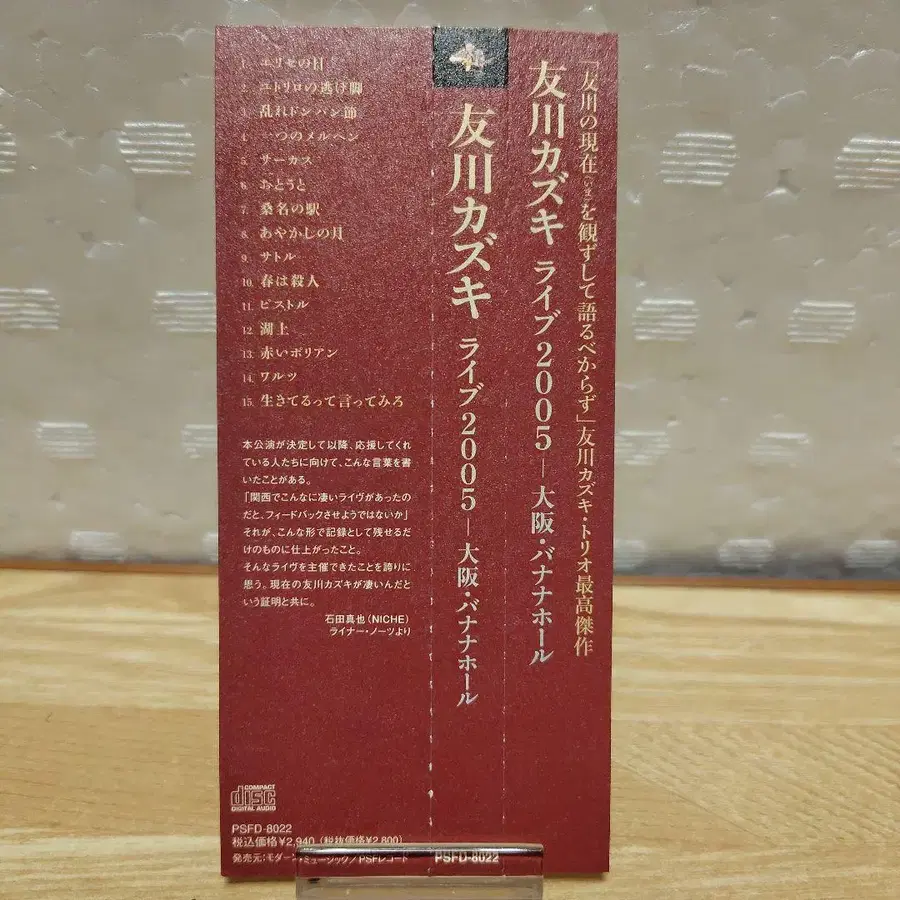 「友川の現在を観ずして語るべからず」友川カズキ・トリオ最高傑作
友川カズキ ライブ2005─大阪・バナナホール
友川カズキ ライブ2005─大阪・バナナホール
PSFD-8022
1. エリセの目
2. ユトリロの逃げ脚
3. 乱れドンパン節
4. 一つのメルヘン
5. サーカス
6. おとうと
7. 桑名の駅
8. あやかしの月
9. サトル
10. 春は殺人
11. ピストル
12. 湖上
13. 赤いポリアン
14. ワルツ
15. 生きてるって言ってみろ
本公演が決定して以降、応援してくれ
ている人たちに向けて、こんな言葉を書
いたことがある。
「関西でこんなに凄いライヴがあったの
だと、フィードバックさせようではないか」
それが、こんな形で記録として残せるだ
けのものに仕上がったこと。
そんなライヴを主催できたことを誇りに
思う、現在の友川カズキが凄いんだと
いう証明と共に。
石田真也(NICHE)
ライナー・ノーツより
COMPACT
disc
DIGITAL AUDIO
PSFD-8022
税込価格¥2,940 (税抜価格¥2,800)
発売元:モダーン・ミュージック/PSFレコード